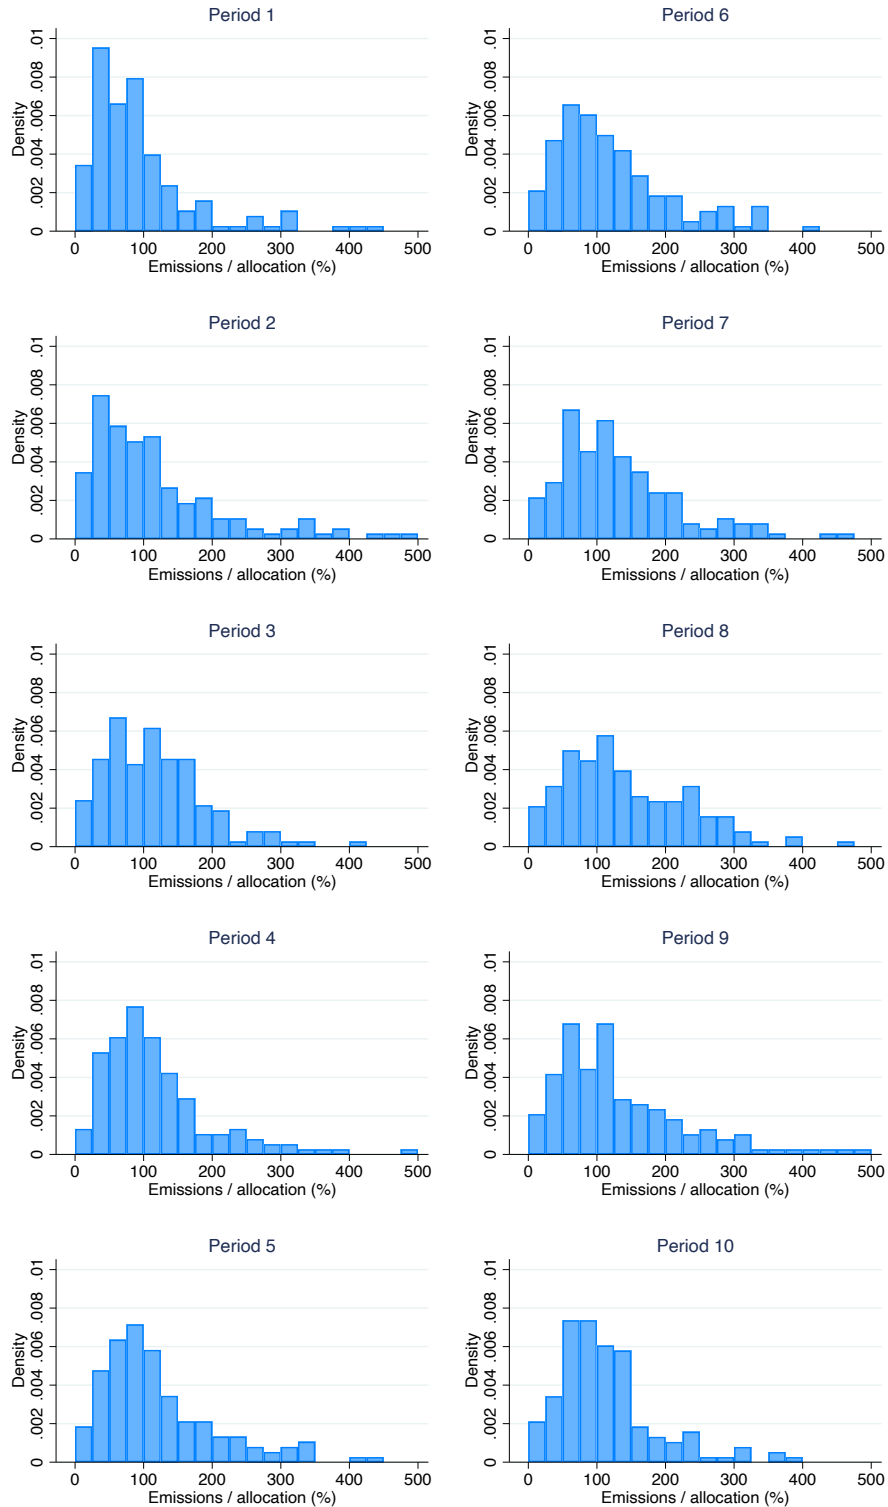 Period 1
Density
0 .002 .004 .006 .008 .01
0 100 200 300 400 500
Emissions / allocation (%)
Period 6
Density
0 .002 .004 .006 .008 .01
0 100 200 300 400 500
Emissions / allocation (%)
Period 2
Density
0 .002 .004 .006 .008 .01
0 100 200 300 400 500
Emissions / allocation (%)
Period 7
Density
0 .002 .004 .006 .008 .01
0 100 200 300 400 500
Emissions / allocation (%)
Period 3
Density
0 .002 .004 .006 .008 .01
0 100 200 300 400 500
Emissions / allocation (%)
Period 8
Density
0 .002 .004 .006 .008 .01
0 100 200 300 400 500
Emissions / allocation (%)
Period 4
Density
0 .002 .004 .006 .008 .01
0 100 200 300 400 500
Emissions / allocation (%)
Period 9
Density
0 .002 .004 .006 .008 .01
0 100 200 300 400 500
Emissions / allocation (%)
Period 5
Density
0 .002 .004 .006 .008 .01
0 100 200 300 400 500
Emissions / allocation (%)
Period 10
Density
0 .002 .004 .006 .008 .01
0 100 200 300 400 500
Emissions / allocation (%)